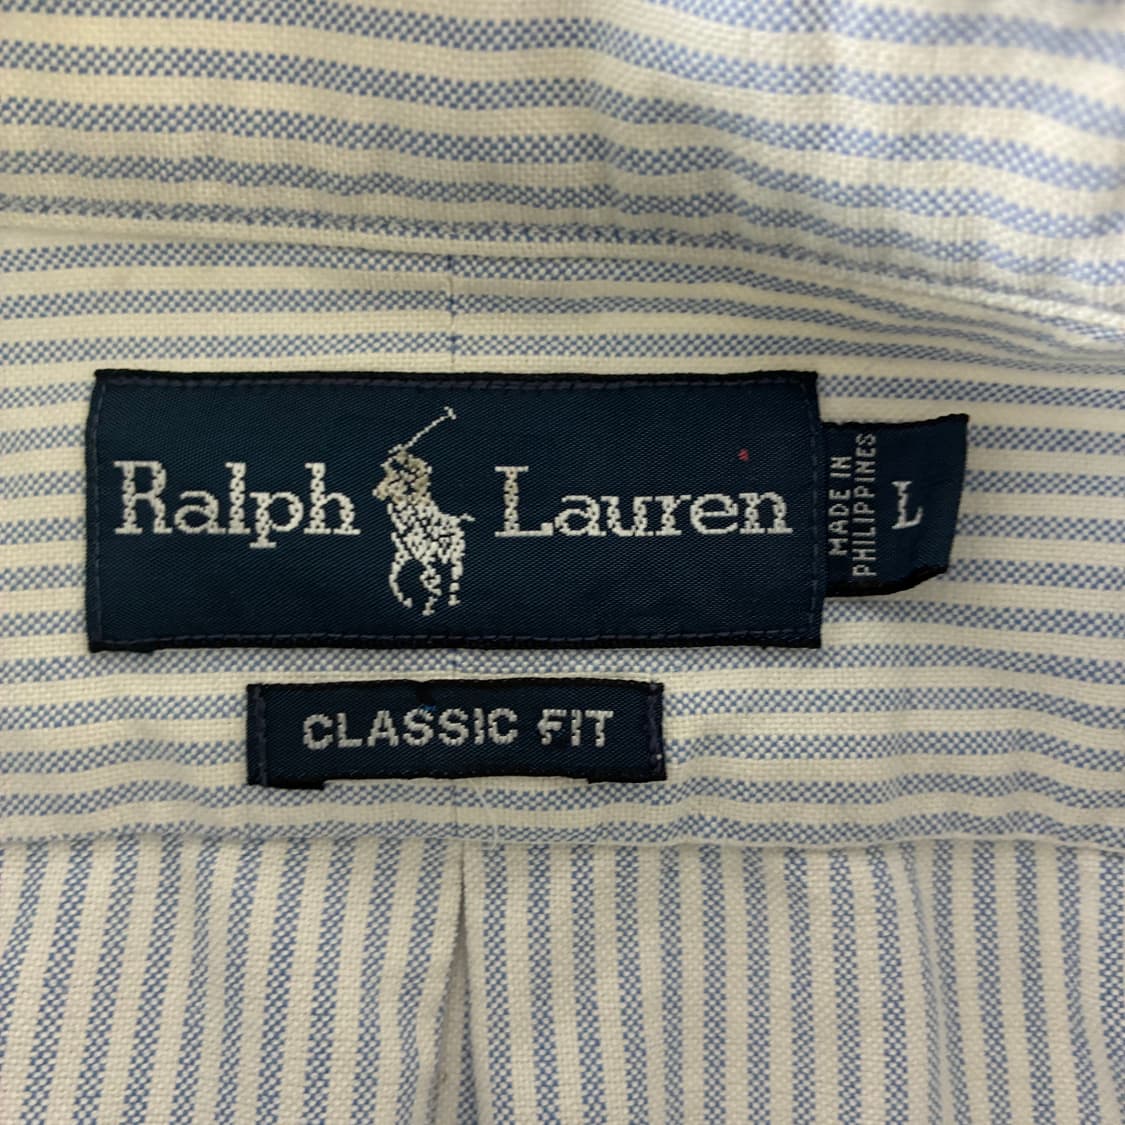 Ralph Lauren
MADE IN
PHILIPPINES
L
CLASSIC FIT